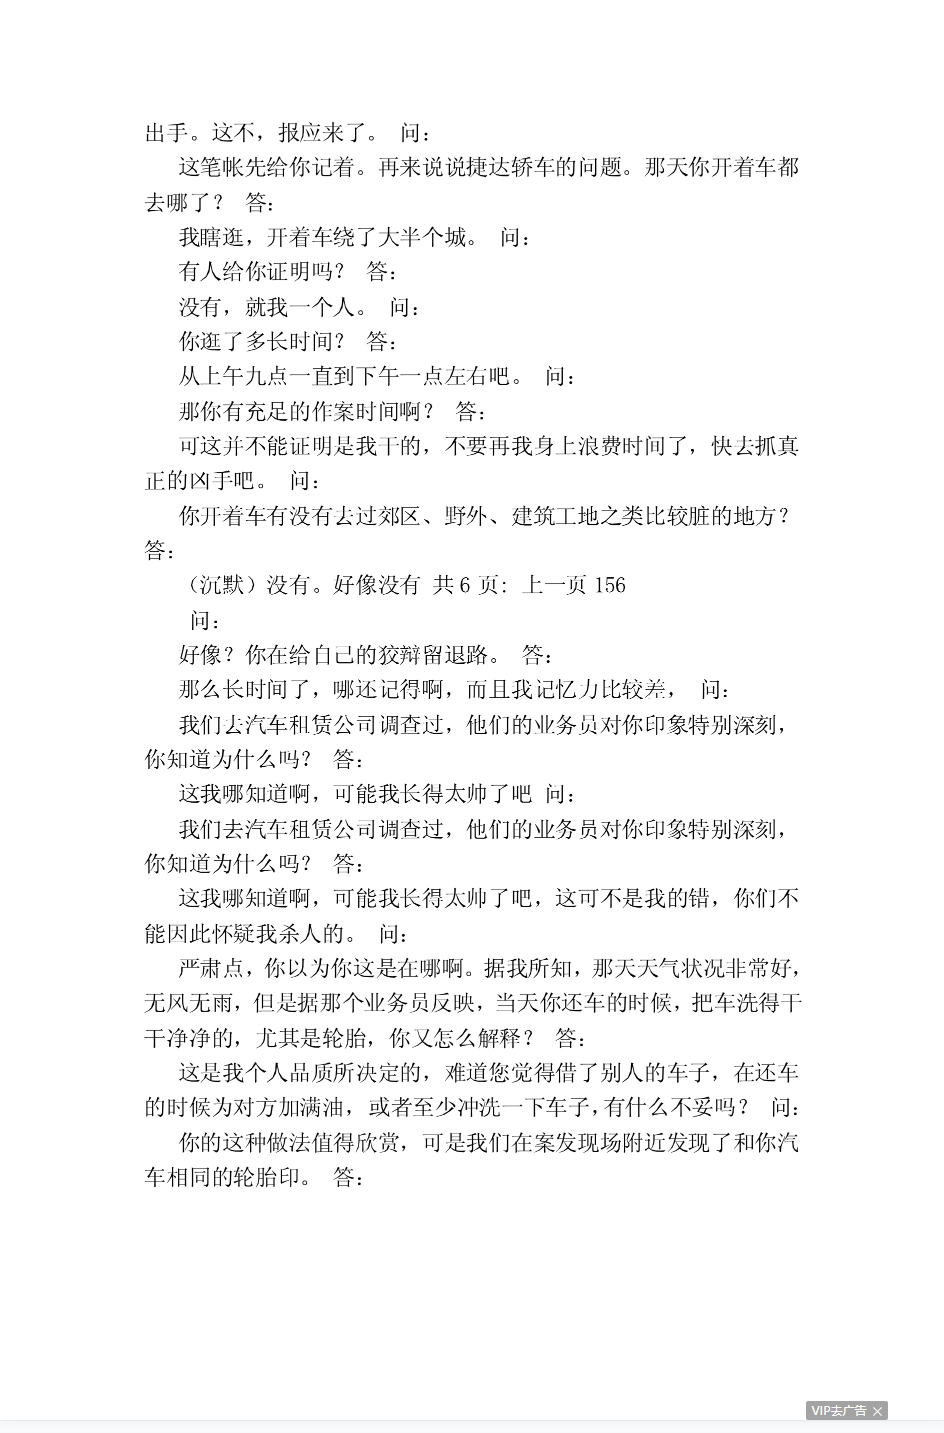 出手。这不，报应来了。 问：
这笔帐先给你记着。再来说说捷达轿车的问题。那天你开着车都
去哪了？ 答：
我瞎逛，开着车绕了大半个城。 问：
有人给你证明吗？ 答：
没有，就我一个人。 问：
你逛了多长时间？ 答：
从上午九点一直到下午一点左右吧。 问：
那你有充足的作案时间啊？ 答：
可这并不能证明是我干的，不要再我身上浪费时间了，快去抓真
正的凶手吧。 问：
你开着车有没有去过郊区、野外、建筑工地之类比较脏的地方？
答：
（沉默）没有。好像没有 共 6 页： 上一页 156
问：
好像？你在给自己的狡辩留退路。 答：
那么长时间了，哪还记得啊，而且我记忆力比较差， 问：
我们去汽车租赁公司调查过，他们的业务员对你印象特别深刻，
你知道为什么吗？ 答：
这我哪知道啊，可能我长得太帅了吧 问：
我们去汽车租赁公司调查过，他们的业务员对你印象特别深刻，
你知道为什么吗？ 答：
这我哪知道啊，可能我长得太帅了吧，这可不是我的错，你们不
能因此怀疑我杀人的。 问：
严肃点，你以为你这是在哪啊。据我所知，那天天气状况非常好，
无风无雨，但是据那个业务员反映，当天你还车的时候，把车洗得干
干净净的，尤其是轮胎，你又怎么解释？ 答：
这是我个人品质所决定的，难道您觉得借了别人的车子，在还车
的时候为对方加满油，或者至少冲洗一下车子，有什么不妥吗？ 问：
你的这种做法值得欣赏，可是我们在案发现场附近发现了和你汽
车相同的轮胎印。 答：
VIP去广告 ×